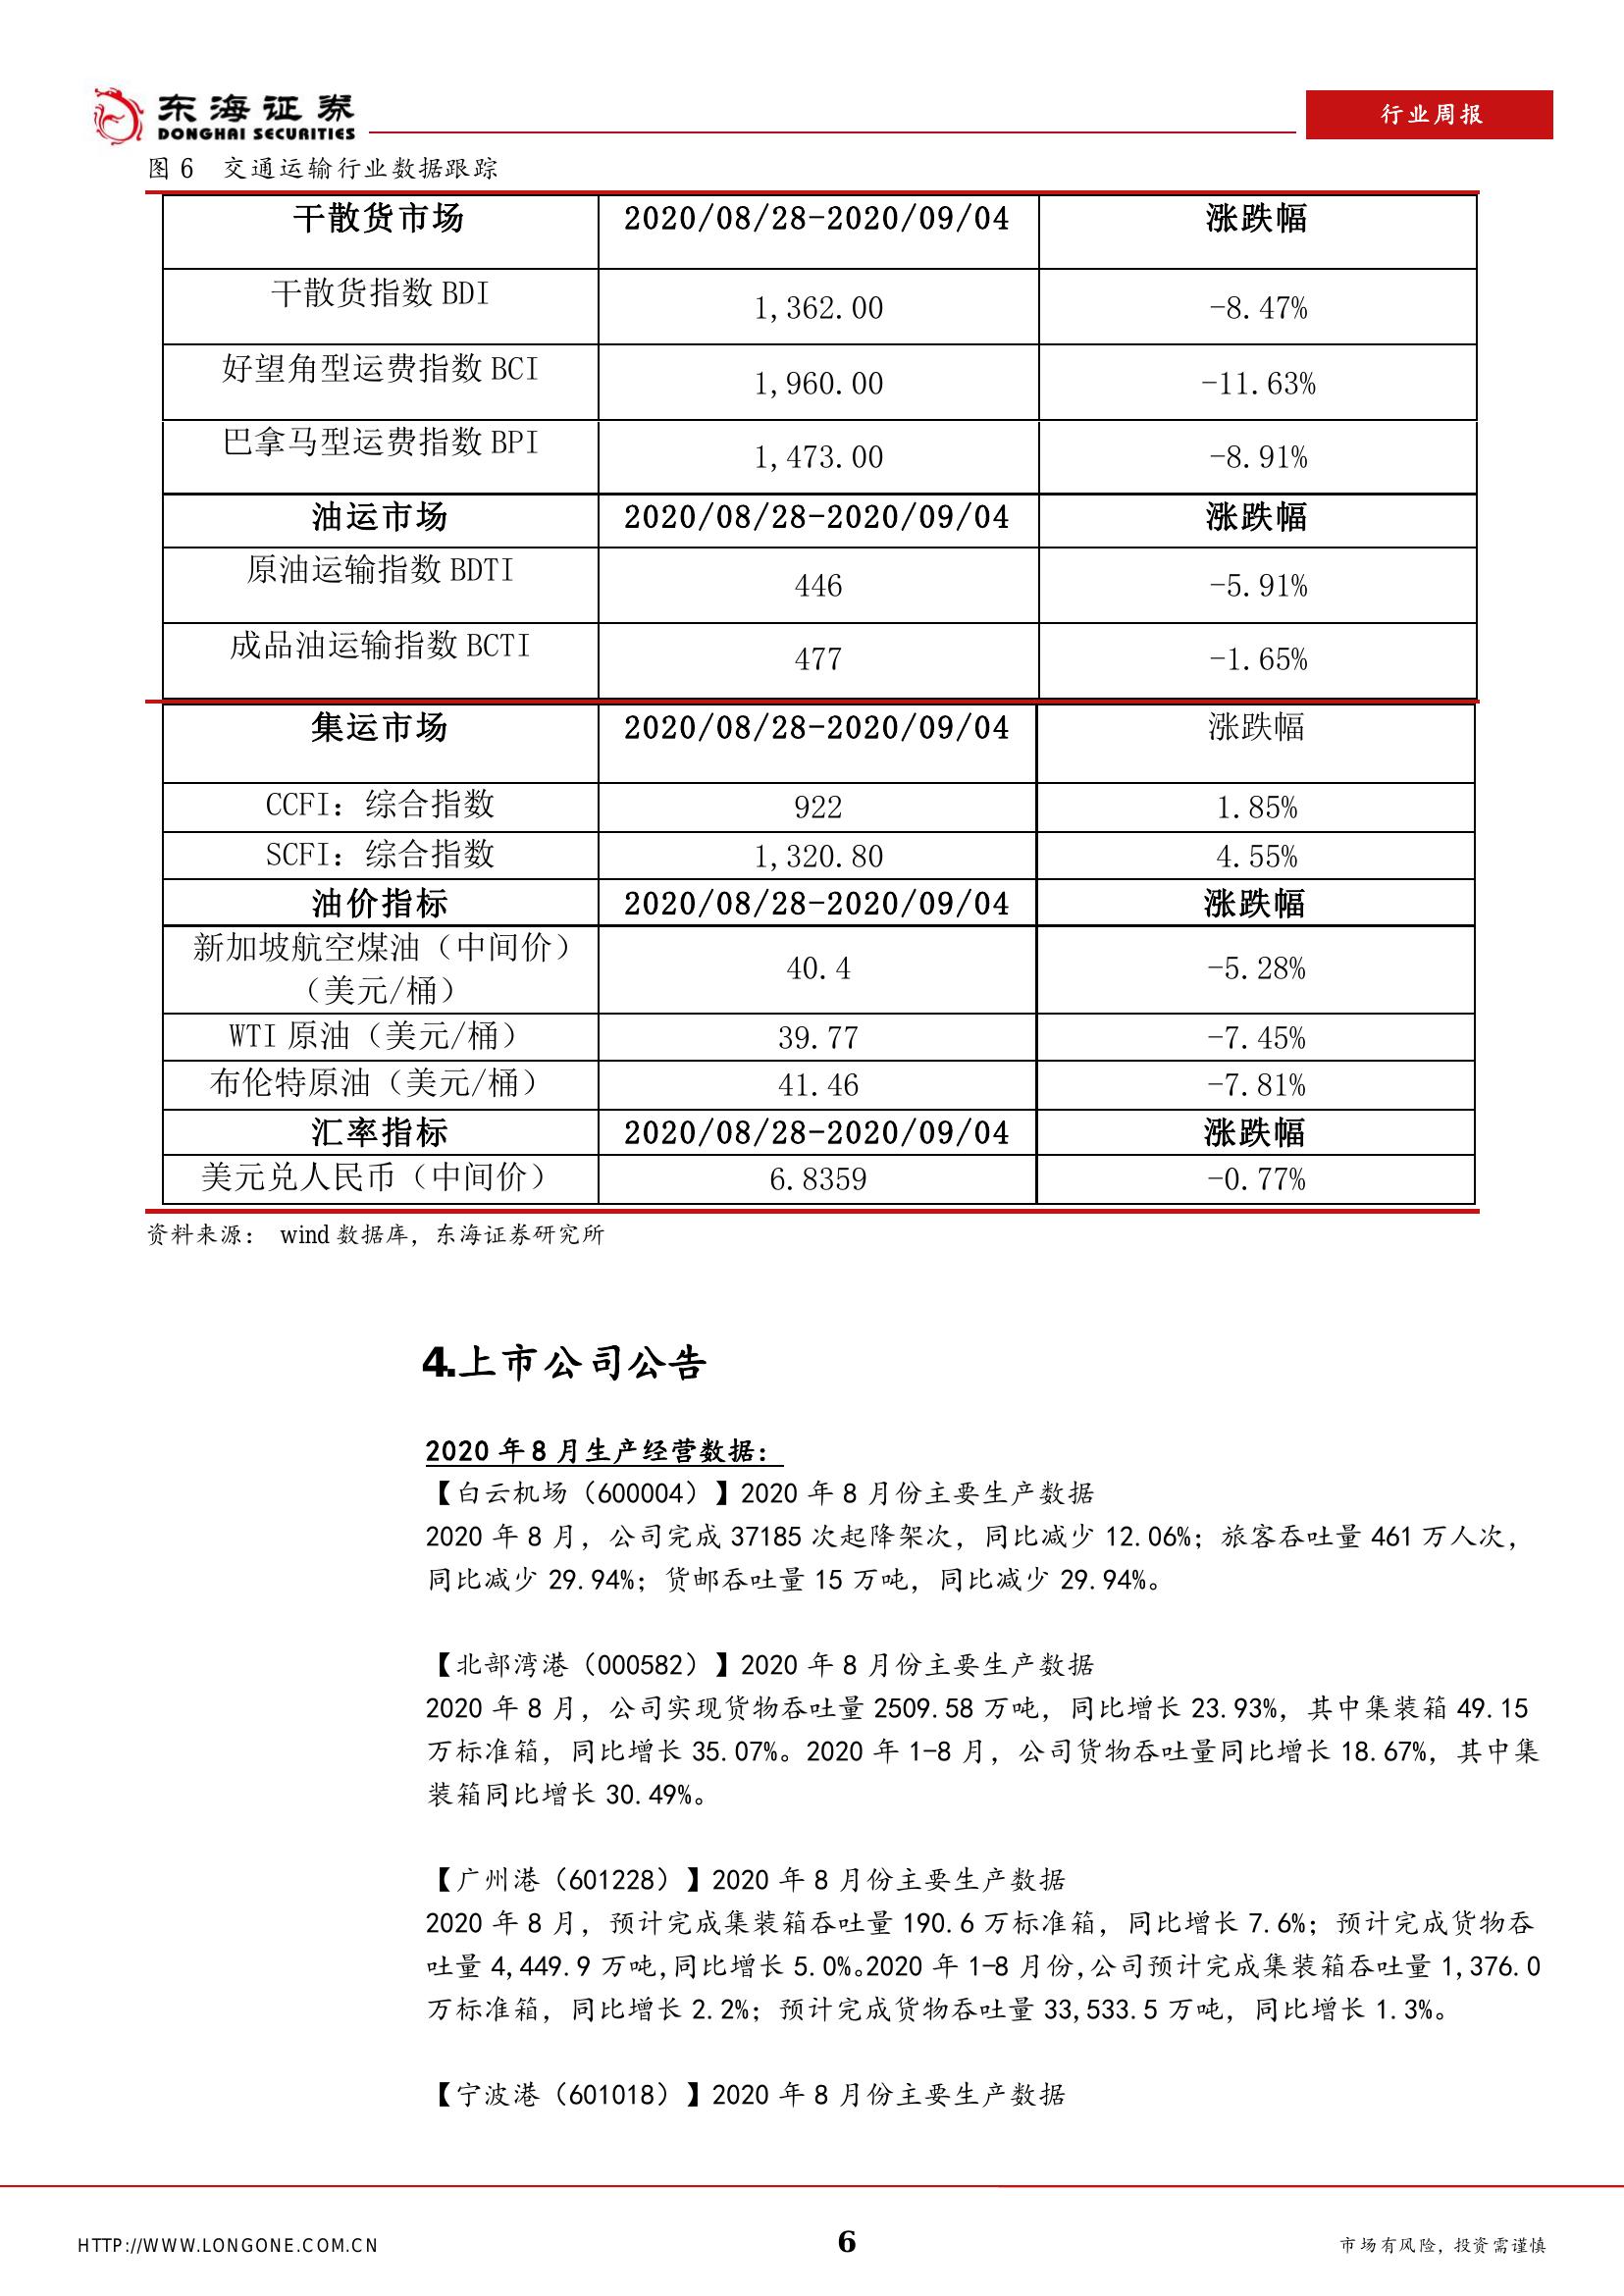 东海证券
DONGHAI SECURITIES
行业周报
图 6 交通运输行业数据跟踪
干散货市场 2020/08/28-2020/09/04 涨跌幅
干散货指数 BDI 1,362.00 -8.47%
好望角型运费指数 BCI 1,960.00 -11.63%
巴拿马型运费指数 BPI 1,473.00 -8.91%
油运市场 2020/08/28-2020/09/04 涨跌幅
原油运输指数 BDTI 446 -5.91%
成品油运输指数 BCTI 477 -1.65%
集运市场 2020/08/28-2020/09/04 涨跌幅
CCFI：综合指数 922 1.85%
SCFI：综合指数 1,320.80 4.55%
油价指标 2020/08/28-2020/09/04 涨跌幅
新加坡航空煤油（中间价）
（美元/桶） 40.4 -5.28%
WTI 原油（美元/桶） 39.77 -7.45%
布伦特原油（美元/桶） 41.46 -7.81%
汇率指标 2020/08/28-2020/09/04 涨跌幅
美元兑人民币（中间价） 6.8359 -0.77%
资料来源： wind 数据库，东海证券研究所
4.上市公司公告
2020 年 8 月生产经营数据：
【白云机场（600004）】2020 年 8 月份主要生产数据
2020 年 8 月，公司完成 37185 次起降架次，同比减少 12.06%；旅客吞吐量 461 万人次，
同比减少 29.94%；货邮吞吐量 15 万吨，同比减少 29.94%。
【北部湾港（000582）】2020 年 8 月份主要生产数据
2020 年 8 月，公司实现货物吞吐量 2509.58 万吨，同比增长 23.93%，其中集装箱 49.15
万标准箱，同比增长 35.07%。2020 年 1-8 月，公司货物吞吐量同比增长 18.67%，其中集
装箱同比增长 30.49%。
【广州港（601228）】2020 年 8 月份主要生产数据
2020 年 8 月，预计完成集装箱吞吐量 190.6 万标准箱，同比增长 7.6%；预计完成货物吞
吐量 4,449.9 万吨，同比增长 5.0%。2020 年 1-8 月份，公司预计完成集装箱吞吐量 1,376.0
万标准箱，同比增长 2.2%；预计完成货物吞吐量 33,533.5 万吨，同比增长 1.3%。
【宁波港（601018）】2020 年 8 月份主要生产数据
HTTP://WWW.LONGONE.COM.CN 6 市场有风险，投资需谨慎